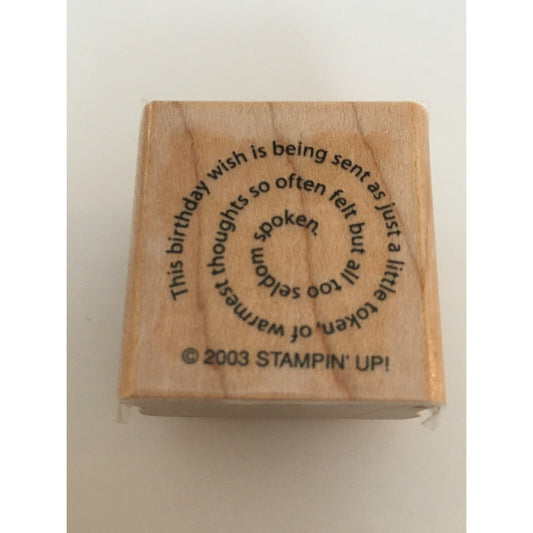 This birthday wish is being sent as just a little token, of warmest thoughts so often felt but all too seldom spoken.
© 2003 STAMPIN' UP!